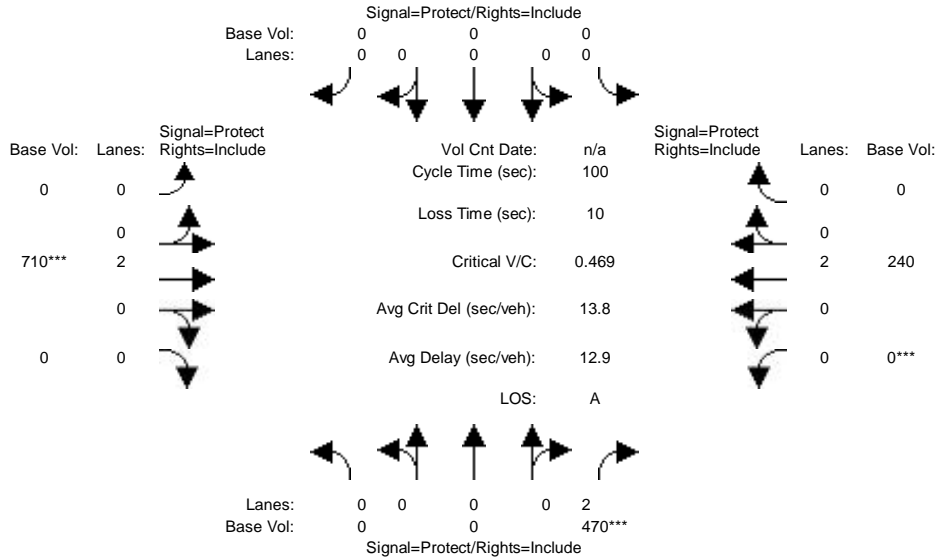 Signal=Protect/Rights=Include
Base Vol: 0 0 0
Lanes: 0 0 0 0 0
Signal=Protect
Base Vol: Lanes: Rights=Include
Vol Cnt Date: n/a
Signal=Protect
Rights=Include Lanes: Base Vol:
Cycle Time (sec): 100
0 0
0 0
Loss Time (sec): 10
0
0
710*** 2
Critical V/C: 0.469
2 240
0
Avg Crit Del (sec/veh): 13.8
0
0 0
Avg Delay (sec/veh): 12.9
0 0***
LOS: A
Lanes: 0 0 0 0 2
Base Vol: 0 0 470***
Signal=Protect/Rights=Include